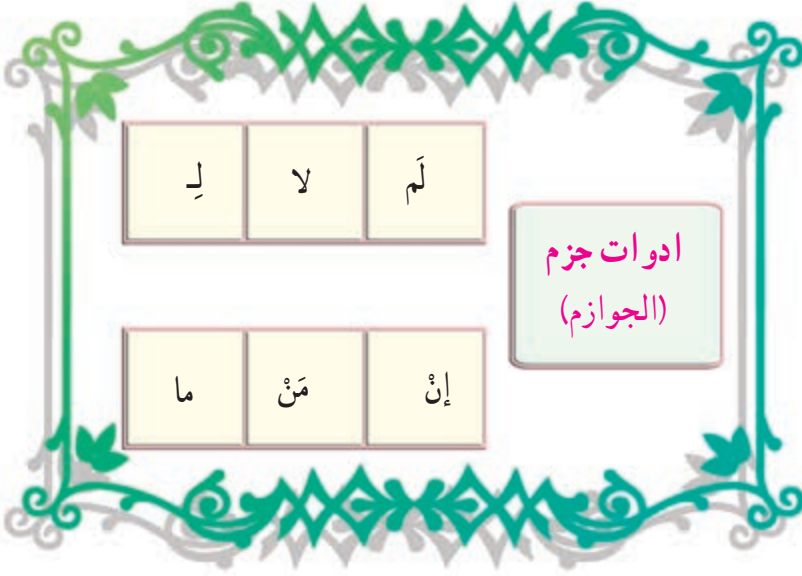 ادوات جزم
(الجوازم)
لَم لا لِـ
إنْ مَنْ ما